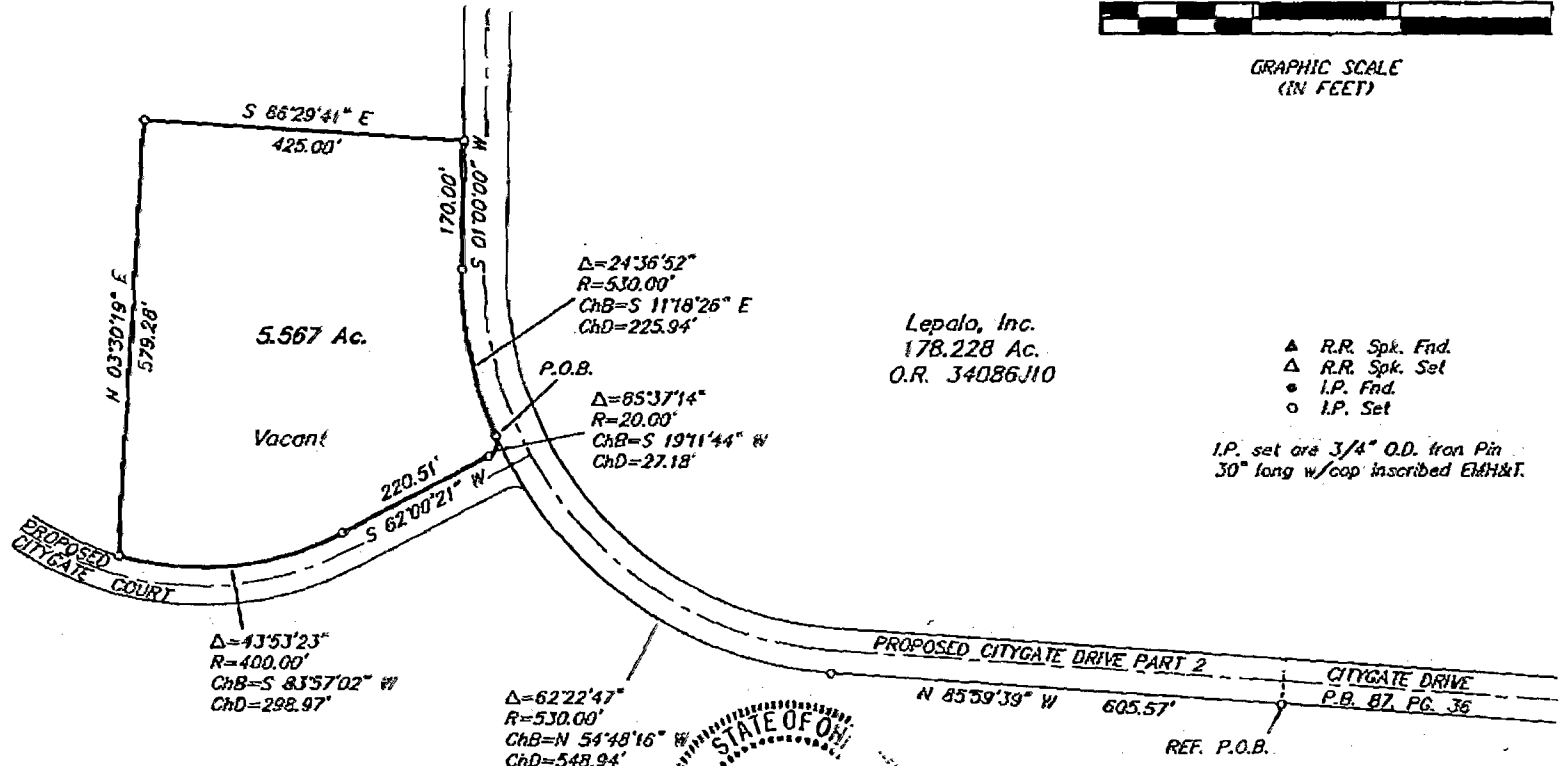 GRAPHIC SCALE
(IN FEET)
S 86°29'41" E
425.00'
170.00'
S 01°00'00" W
N 03°30'19" E
579.28'
5.567 Ac.
Vacant
Δ=24°36'52"
R=530.00'
ChB=S 11°18'26" E
ChD=225.94'
P.O.B.
Δ=85°37'14"
R=20.00'
ChB=S 19°11'44" W
ChD=27.18'
220.51'
S 62°00'21" W
Lepalo, Inc.
178.228 Ac.
O.R. 34086J10
▲ R.R. Spk. Fnd.
△ R.R. Spk. Set
● I.P. Fnd.
○ I.P. Set
I.P. set are 3/4" O.D. Iron Pin
30" long w/cap inscribed EMH&T.
PROPOSED
CITYGATE COURT
Δ=43°53'23"
R=400.00'
ChB=S 83°57'02" W
ChD=298.97'
Δ=62°22'47"
R=530.00'
ChB=N 54°48'16" W
ChD=548.94'
PROPOSED CITYGATE DRIVE PART 2
CITYGATE DRIVE
P.B. 87, PG. 36
N 85°59'39" W 605.57'
REF. P.O.B.
STATE OF OH